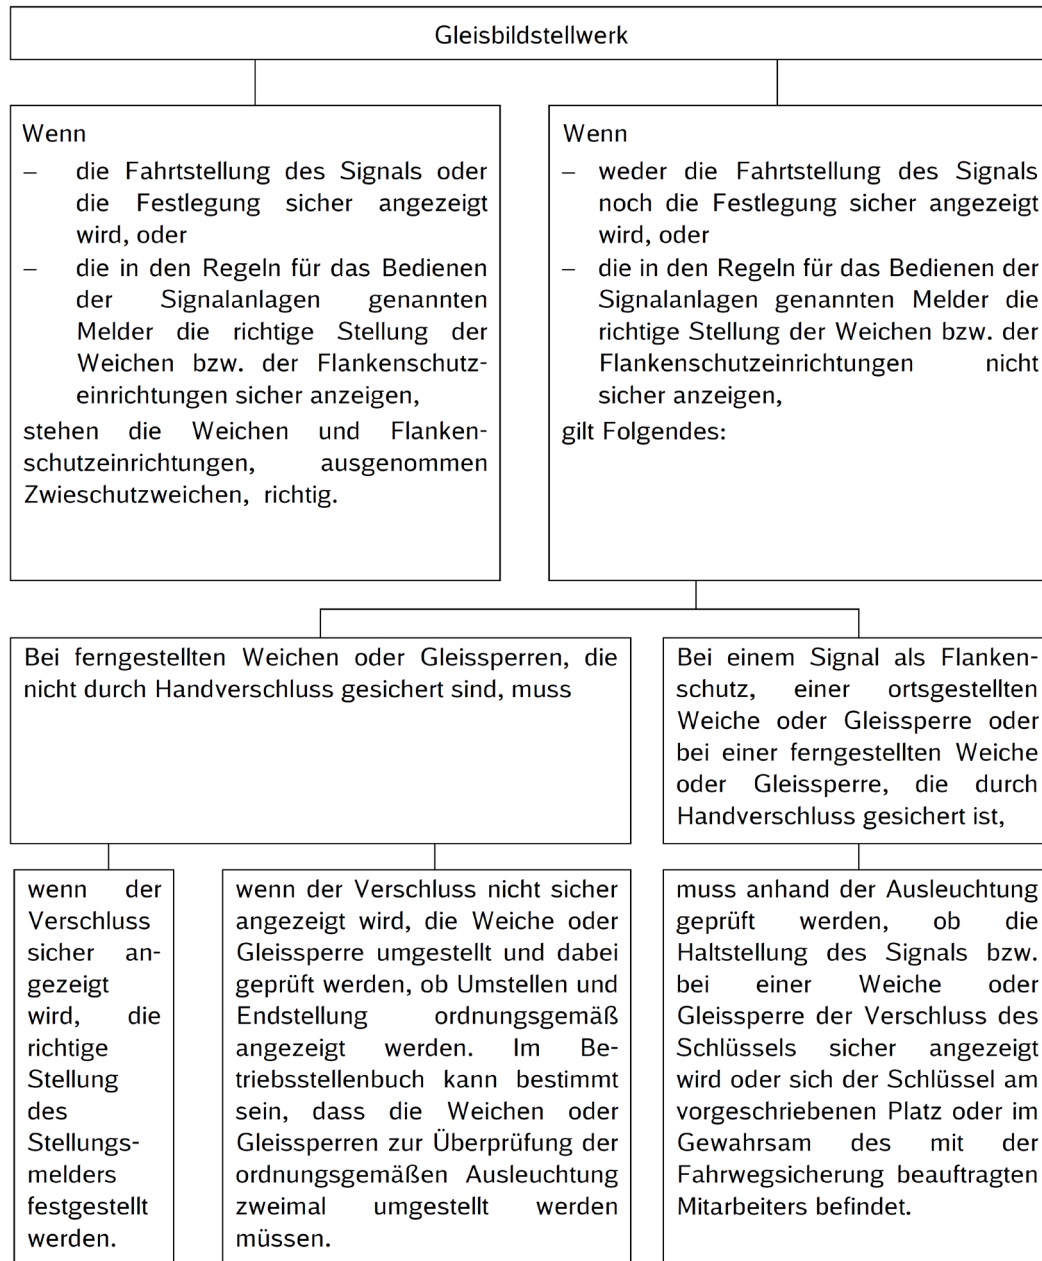 Gleisbildstellwerk
Wenn
– die Fahrtstellung des Signals oder
die Festlegung sicher angezeigt
wird, oder
– die in den Regeln für das Bedienen
der Signalanlagen genannten
Melder die richtige Stellung der
Weichen bzw. der Flankenschutz-
einrichtungen sicher anzeigen,
stehen die Weichen und Flanken-
schutzeinrichtungen, ausgenommen
Zwieschutzweichen, richtig.
Wenn
– weder die Fahrtstellung des Signals
noch die Festlegung sicher angezeigt
wird, oder
– die in den Regeln für das Bedienen der
Signalanlagen genannten Melder die
richtige Stellung der Weichen bzw. der
Flankenschutzeinrichtungen nicht
sicher anzeigen,
gilt Folgendes:
Bei ferngestellten Weichen oder Gleissperren, die
nicht durch Handverschluss gesichert sind, muss
Bei einem Signal als Flanken-
schutz, einer ortsgestellten
Weiche oder Gleissperre oder
bei einer ferngestellten Weiche
oder Gleissperre, die durch
Handverschluss gesichert ist,
wenn der
Verschluss
sicher an-
gezeigt
wird, die
richtige
Stellung
des
Stellungs-
melders
festgestellt
werden.
wenn der Verschluss nicht sicher
angezeigt wird, die Weiche oder
Gleissperre umgestellt und dabei
geprüft werden, ob Umstellen und
Endstellung ordnungsgemäß
angezeigt werden. Im Be-
triebsstellenbuch kann bestimmt
sein, dass die Weichen oder
Gleissperren zur Überprüfung der
ordnungsgemäßen Ausleuchtung
zweimal umgestellt werden
müssen.
muss anhand der Ausleuchtung
geprüft werden, ob die
Haltstellung des Signals bzw.
bei einer Weiche oder
Gleissperre der Verschluss des
Schlüssels sicher angezeigt
wird oder sich der Schlüssel am
vorgeschriebenen Platz oder im
Gewahrsam des mit der
Fahrwegsicherung beauftragten
Mitarbeiters befindet.